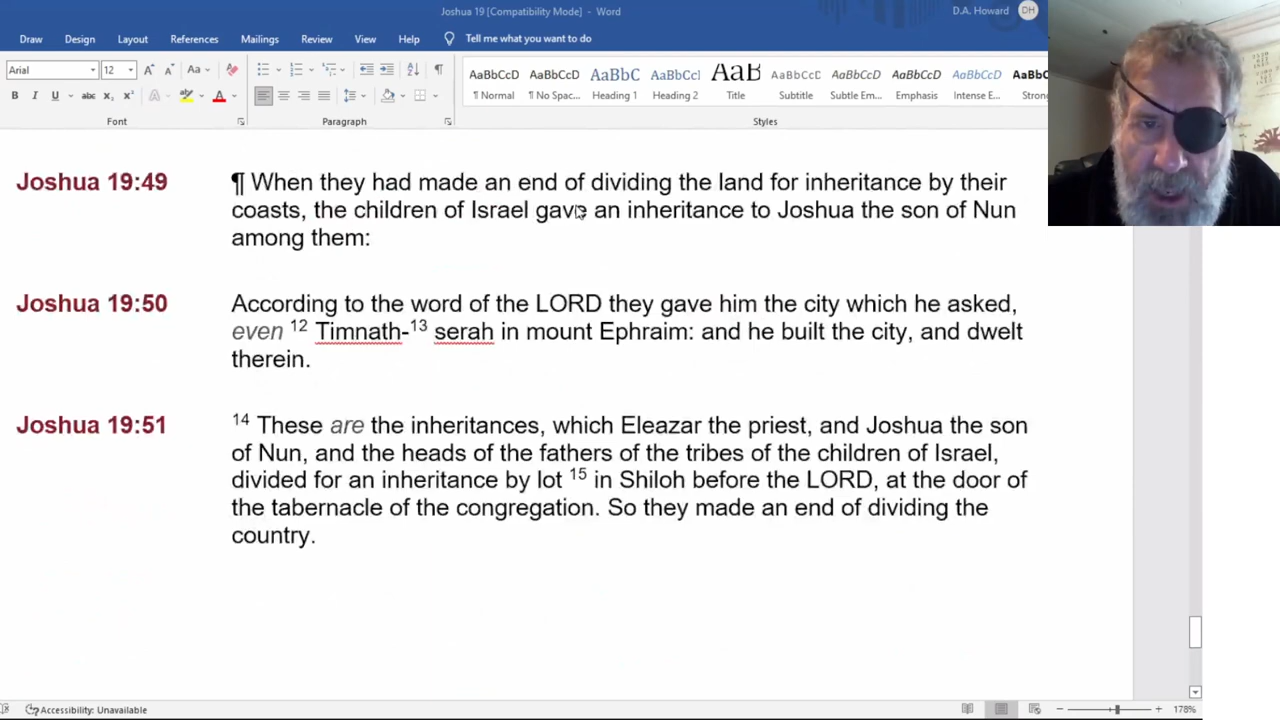 Joshua 19 [Compatibility Mode] - Word
D.A. Howard
DH
Draw Design Layout References Mailings Review View Help Tell me what you want to do
Arial 12 A A Aa
B I U abc x₁ x¹ A A
Font Paragraph Styles
AaBbCcD AaBbCcD AaBbC AaBbCcl AaB AaBbCcD AaBbCcD AaBbCcD AaBbCcD AaBb
¶ Normal ¶ No Spac... Heading 1 Heading 2 Title Subtitle Subtle Em... Emphasis Intense E... Stron
Joshua 19:49 ¶ When they had made an end of dividing the land for inheritance by their
coasts, the children of Israel gave an inheritance to Joshua the son of Nun
among them:
Joshua 19:50 According to the word of the LORD they gave him the city which he asked,
even 12 Timnath-13 serah in mount Ephraim: and he built the city, and dwelt
therein.
Joshua 19:51 14 These are the inheritances, which Eleazar the priest, and Joshua the son
of Nun, and the heads of the fathers of the tribes of the children of Israel,
divided for an inheritance by lot 15 in Shiloh before the LORD, at the door of
the tabernacle of the congregation. So they made an end of dividing the
country.
Accessibility: Unavailable
178%